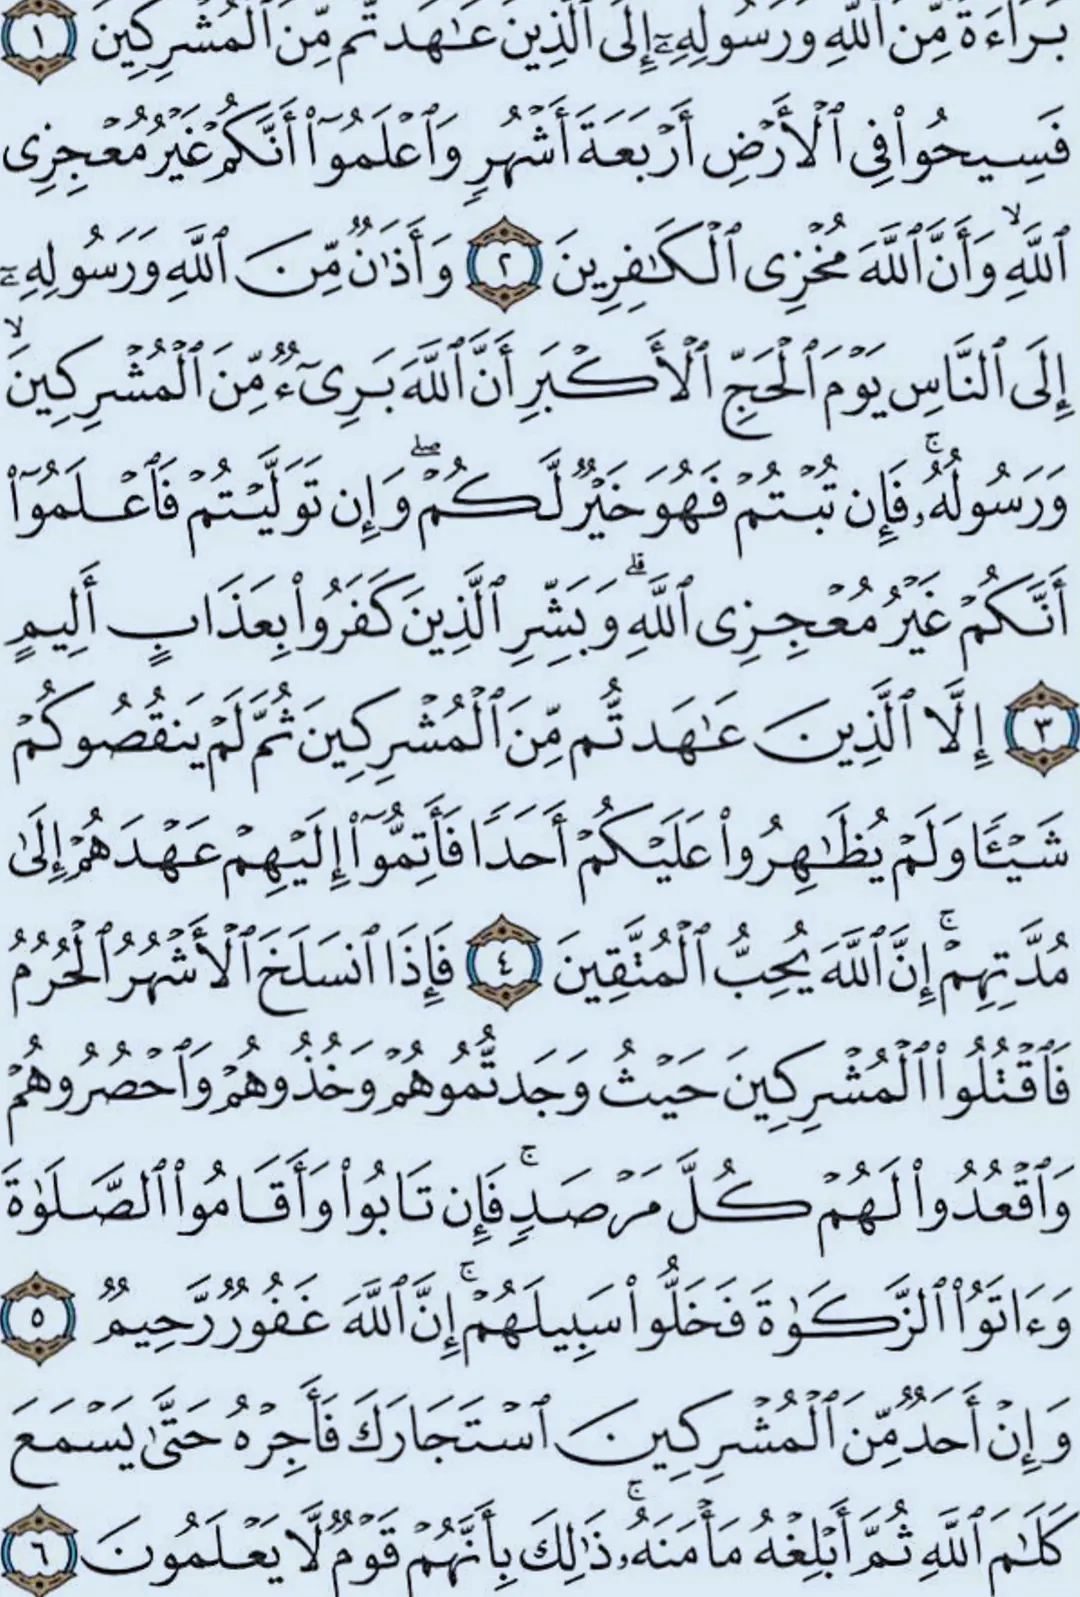 بَرَآءَةٌ مِّنَ ٱللَّهِ وَرَسُولِهِۦٓ إِلَى ٱلَّذِينَ عَـٰهَدتُّم مِّنَ ٱلْمُشْرِكِينَ ١
فَسِيحُوا۟ فِى ٱلْأَرْضِ أَرْبَعَةَ أَشْهُرٍ وَٱعْلَمُوٓا۟ أَنَّكُمْ غَيْرُ مُعْجِزِى
ٱللَّهِ ۙ وَأَنَّ ٱللَّهَ مُخْزِى ٱلْكَـٰفِرِينَ ٢ وَأَذَٰنٌ مِّنَ ٱللَّهِ وَرَسُولِهِۦٓ
إِلَى ٱلنَّاسِ يَوْمَ ٱلْحَجِّ ٱلْأَكْبَرِ أَنَّ ٱللَّهَ بَرِىٓءٌ مِّنَ ٱلْمُشْرِكِينَ ۙ
وَرَسُولُهُۥ ۚ فَإِن تُبْتُمْ فَهُوَ خَيْرٌ لَّكُمْ ۖ وَإِن تَوَلَّيْتُمْ فَٱعْلَمُوٓا۟
أَنَّكُمْ غَيْرُ مُعْجِزِى ٱللَّهِ ۗ وَبَشِّرِ ٱلَّذِينَ كَفَرُوا۟ بِعَذَابٍ أَلِيمٍ
٣ إِلَّا ٱلَّذِينَ عَـٰهَدتُّم مِّنَ ٱلْمُشْرِكِينَ ثُمَّ لَمْ يَنقُصُوكُمْ
شَيْـًٔا وَلَمْ يُظَـٰهِرُوا۟ عَلَيْكُمْ أَحَدًا فَأَتِمُّوٓا۟ إِلَيْهِمْ عَهْدَهُمْ إِلَىٰ
مُدَّتِهِمْ ۚ إِنَّ ٱللَّهَ يُحِبُّ ٱلْمُتَّقِينَ ٤ فَإِذَا ٱنسَلَخَ ٱلْأَشْهُرُ ٱلْحُرُمُ
فَٱقْتُلُوا۟ ٱلْمُشْرِكِينَ حَيْثُ وَجَدتُّمُوهُمْ وَخُذُوهُمْ وَٱحْصُرُوهُمْ
وَٱقْعُدُوا۟ لَهُمْ كُلَّ مَرْصَدٍ ۚ فَإِن تَابُوا۟ وَأَقَامُوا۟ ٱلصَّلَوٰةَ
وَءَاتَوُا۟ ٱلزَّكَوٰةَ فَخَلُّوا۟ سَبِيلَهُمْ ۚ إِنَّ ٱللَّهَ غَفُورٌ رَّحِيمٌ ٥
وَإِنْ أَحَدٌ مِّنَ ٱلْمُشْرِكِينَ ٱسْتَجَارَكَ فَأَجِرْهُ حَتَّىٰ يَسْمَعَ
كَلَـٰمَ ٱللَّهِ ثُمَّ أَبْلِغْهُ مَأْمَنَهُۥ ۚ ذَٰلِكَ بِأَنَّهُمْ قَوْمٌ لَّا يَعْلَمُونَ ٦